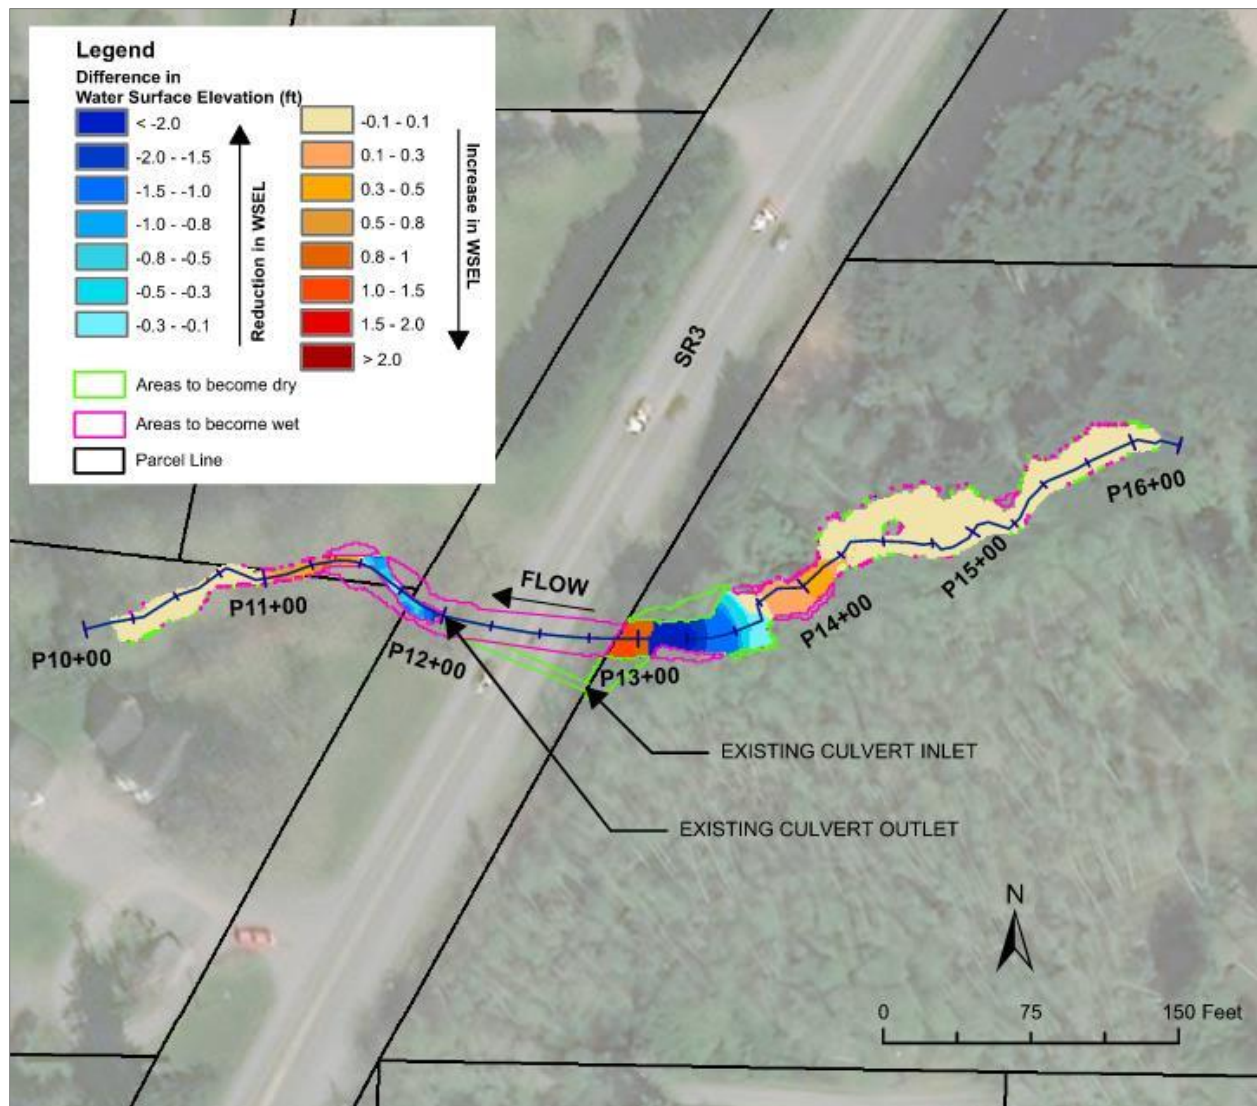 Legend
Difference in
Water Surface Elevation (ft)
< -2.0
-2.0 - -1.5
-1.5 - -1.0
-1.0 - -0.8
-0.8 - -0.5
-0.5 - -0.3
-0.3 - -0.1
Reduction in WSEL
-0.1 - 0.1
0.1 - 0.3
0.3 - 0.5
0.5 - 0.8
0.8 - 1
1.0 - 1.5
1.5 - 2.0
> 2.0
Increase in WSEL
Areas to become dry
Areas to become wet
Parcel Line
SR3
FLOW
P10+00
P11+00
P12+00
P13+00
P14+00
P15+00
P16+00
EXISTING CULVERT INLET
EXISTING CULVERT OUTLET
N
0 75 150 Feet